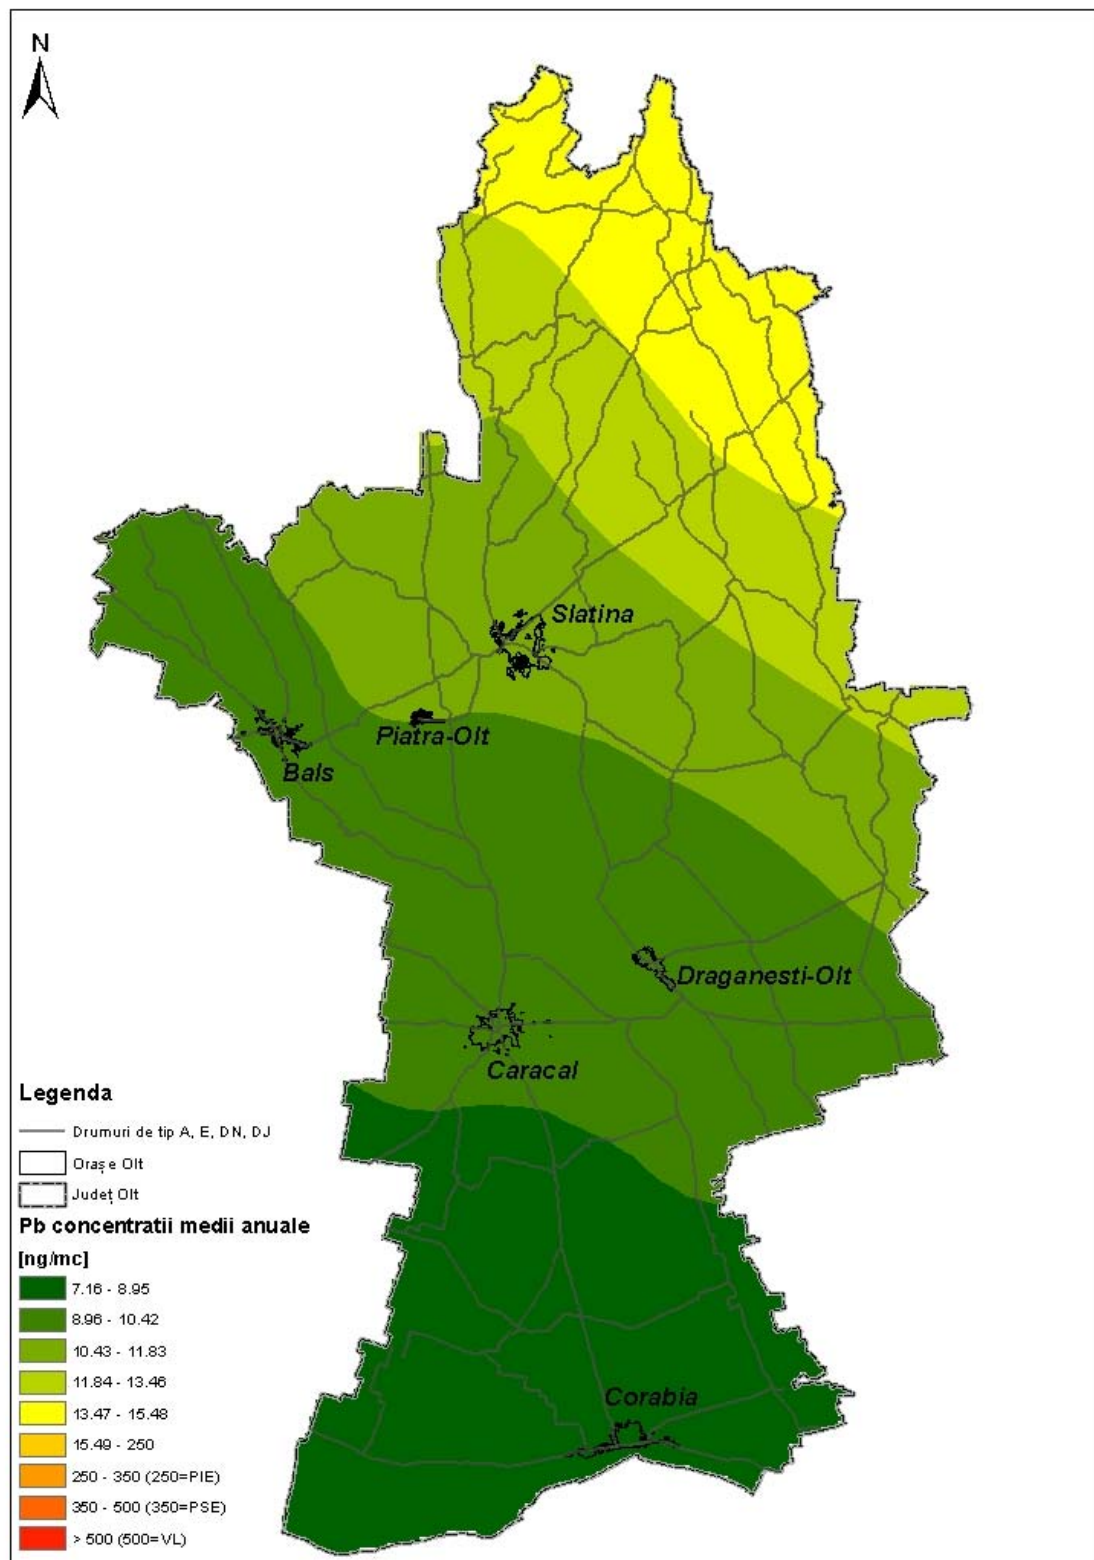 N
Slatina
Piatra-Olt
Bals
Draganesti-Olt
Caracal
Corabia
Legenda
Drumuri de tip A, E, DN, DJ
Orașe Olt
Județ Olt
Pb concentratii medii anuale
[ng/mc]
7.16 - 8.95
8.96 - 10.42
10.43 - 11.83
11.84 - 13.46
13.47 - 15.48
15.49 - 250
250 - 350 (250=PIE)
350 - 500 (350=PSE)
> 500 (500=VL)